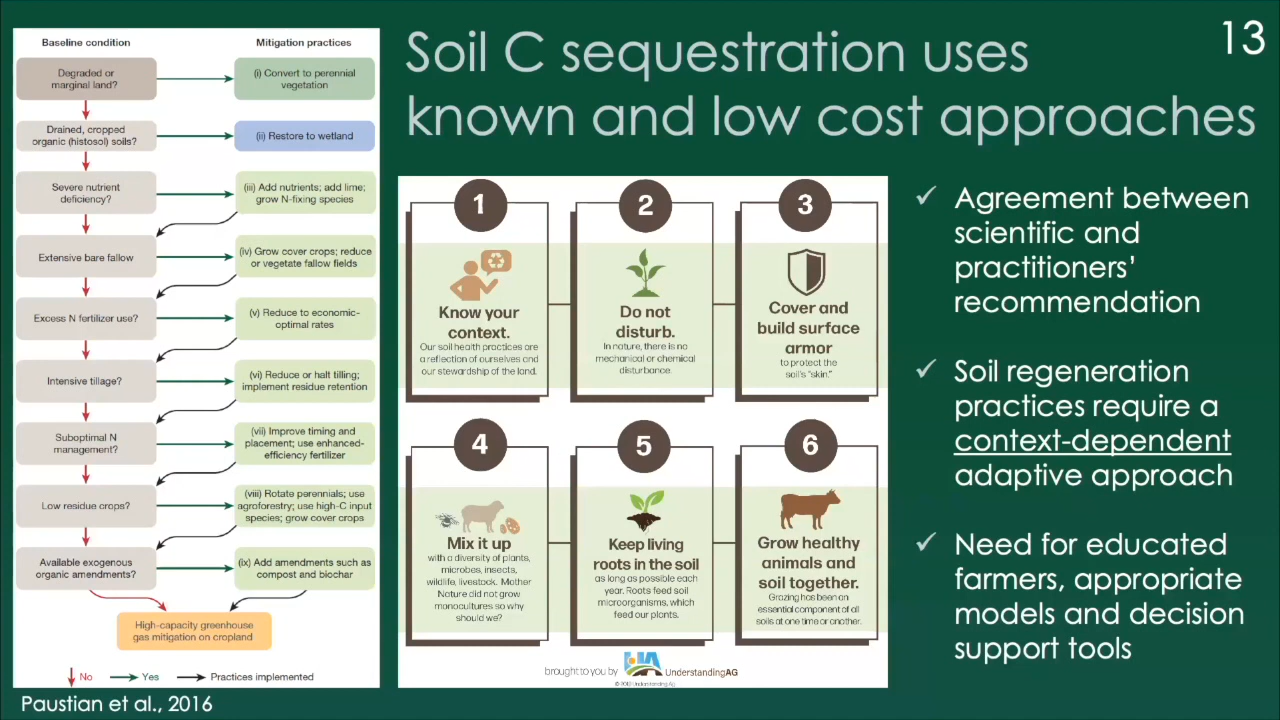 13
Soil C sequestration uses
known and low cost approaches
Baseline condition
Mitigation practices
Degraded or
marginal land?
(i) Convert to perennial
vegetation
Drained, cropped
organic (histosol) soils?
(ii) Restore to wetland
Severe nutrient
deficiency?
(iii) Add nutrients; add lime;
grow N-fixing species
Extensive bare fallow
(iv) Grow cover crops; reduce
or vegetate fallow fields
Excess N fertilizer use?
(v) Reduce to economic-
optimal rates
Intensive tillage?
(vi) Reduce or halt tilling;
implement residue retention
Suboptimal N
management?
(vii) Improve timing and
placement; use enhanced-
efficiency fertilizer
Low residue crops?
(viii) Rotate perennials; use
agroforestry; use high-C input
species; grow cover crops
Available exogenous
organic amendments?
(ix) Add amendments such as
compost and biochar
High-capacity greenhouse
gas mitigation on cropland
No
Yes
Practices implemented
Paustian et al., 2016
1
Know your
context.
Our soil health practices are
a reflection of ourselves and
our stewardship of the land.
2
Do not
disturb.
In nature, there is no
mechanical or chemical
disturbance.
3
Cover and
build surface
armor
to protect the
soil's "skin."
4
Mix it up
with a diversity of plants,
microbes, insects,
wildlife, livestock. Mother
Nature did not grow
monocultures so why
should we?
5
Keep living
roots in the soil
as long as possible each
year. Roots feed soil
microorganisms, which
feed our plants.
6
Grow healthy
animals and
soil together.
Grazing has been an
essential component of all
soils at one time or another.
brought to you by
UnderstandingAG
✓ Agreement between
scientific and
practitioners'
recommendation
✓ Soil regeneration
practices require a
context-dependent
adaptive approach
✓ Need for educated
farmers, appropriate
models and decision
support tools